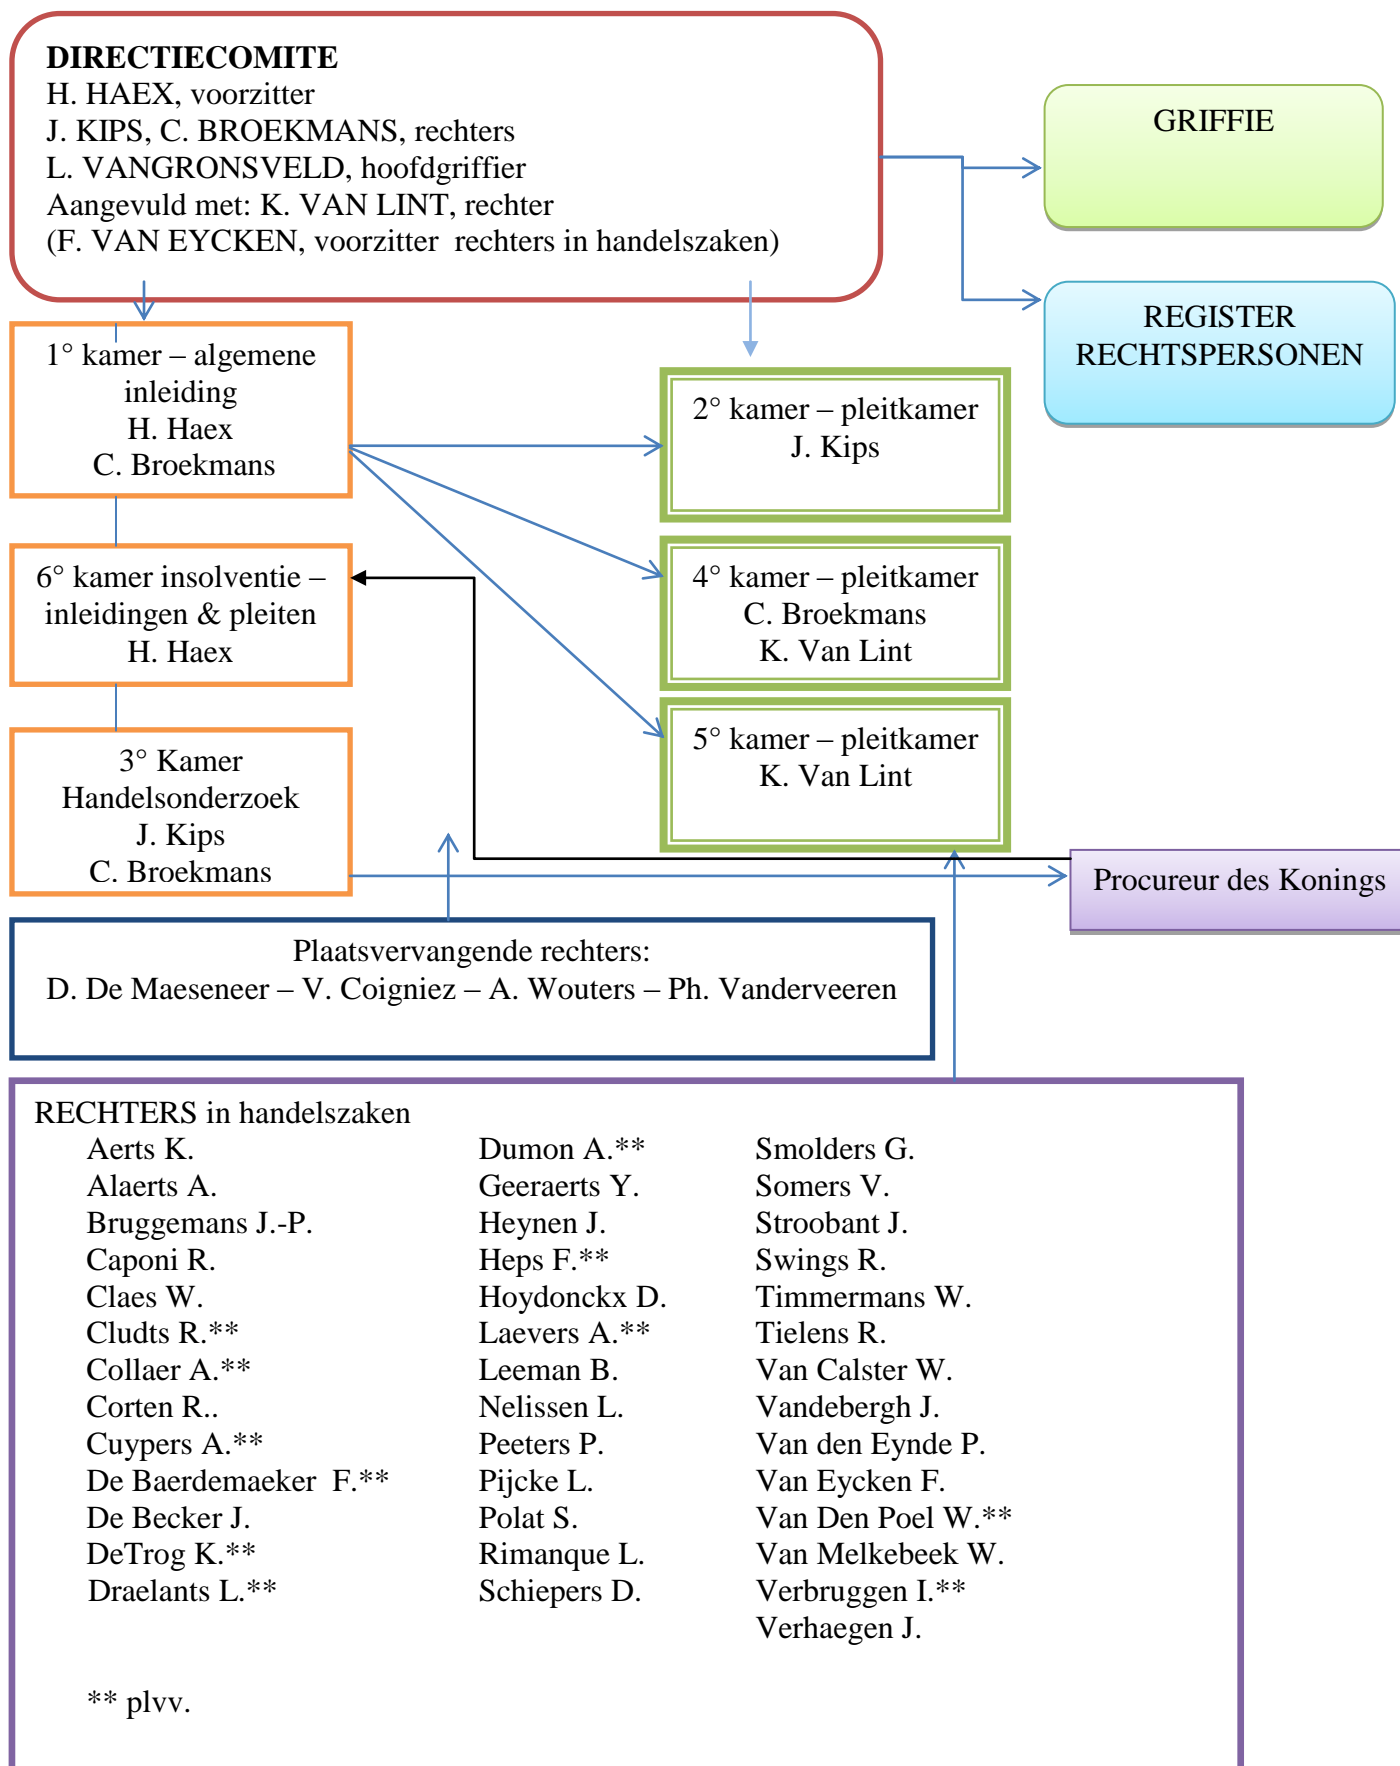 DIRECTIECOMITE
H. HAEX, voorzitter
J. KIPS, C. BROEKMANS, rechters
L. VANGRONSVELD, hoofdgriffier
Aangevuld met: K. VAN LINT, rechter
(F. VAN EYCKEN, voorzitter  rechters in handelszaken)
GRIFFIE
REGISTER
RECHTSPERSONEN
1° kamer – algemene
inleiding
H. Haex
C. Broekmans
2° kamer – pleitkamer
J. Kips
6° kamer insolventie –
inleidingen & pleiten
H. Haex
4° kamer – pleitkamer
C. Broekmans
K. Van Lint
3° Kamer
Handelsonderzoek
J. Kips
C. Broekmans
5° kamer – pleitkamer
K. Van Lint
Procureur des Konings
Plaatsvervangende rechters:
D. De Maeseneer – V. Coigniez – A. Wouters – Ph. Vanderveeren
RECHTERS in handelszaken
Aerts K.
Alaerts A.
Bruggemans J.-P.
Caponi R.
Claes W.
Cludts R.**
Collaer A.**
Corten R..
Cuypers A.**
De Baerdemaeker  F.**
De Becker J.
DeTrog K.**
Draelants L.**
Dumon A.**
Geeraerts Y.
Heynen J.
Heps F.**
Hoydonckx D.
Laevers A.**
Leeman B.
Nelissen L.
Peeters P.
Pijcke L.
Polat S.
Rimanque L.
Schiepers D.
Smolders G.
Somers V.
Stroobant J.
Swings R.
Timmermans W.
Tielens R.
Van Calster W.
Vandebergh J.
Van den Eynde P.
Van Eycken F.
Van Den Poel W.**
Van Melkebeek W.
Verbruggen I.**
Verhaegen J.
** plvv.